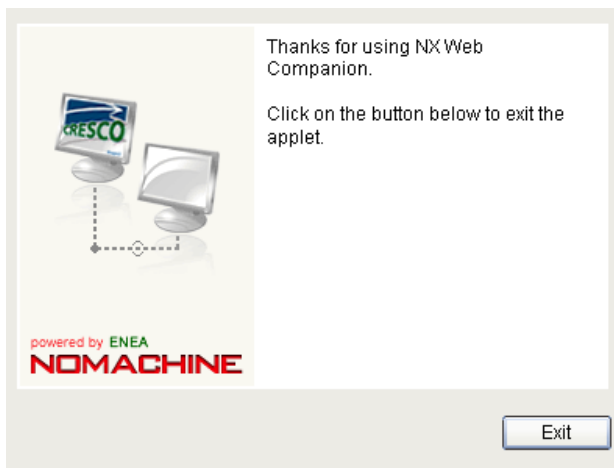 Thanks for using NX Web
Companion.
Click on the button below to exit the
applet.
CRESCO
powered by ENEA
NOMACHINE
Exit